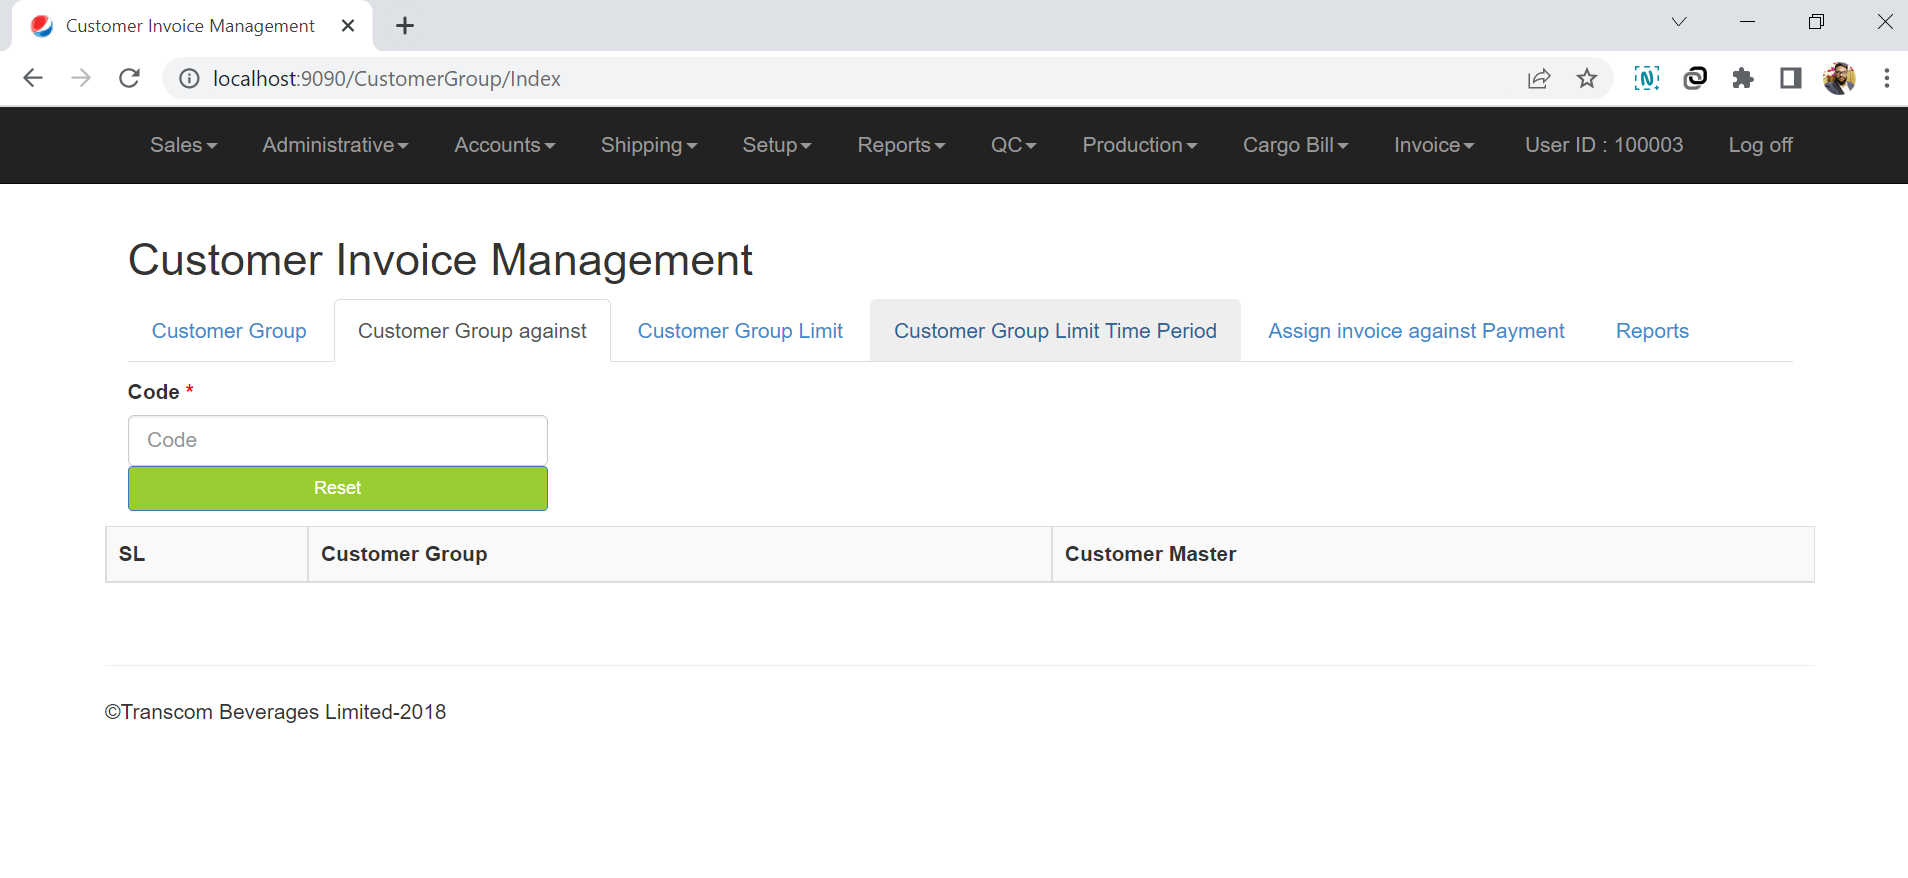 Customer Invoice Management
localhost:9090/CustomerGroup/Index
Sales Administrative Accounts Shipping Setup Reports QC Production Cargo Bill Invoice User ID : 100003 Log off
Customer Invoice Management
Customer Group Customer Group against Customer Group Limit Customer Group Limit Time Period Assign invoice against Payment Reports
Code *
Code
Reset
SL Customer Group Customer Master
©Transcom Beverages Limited-2018